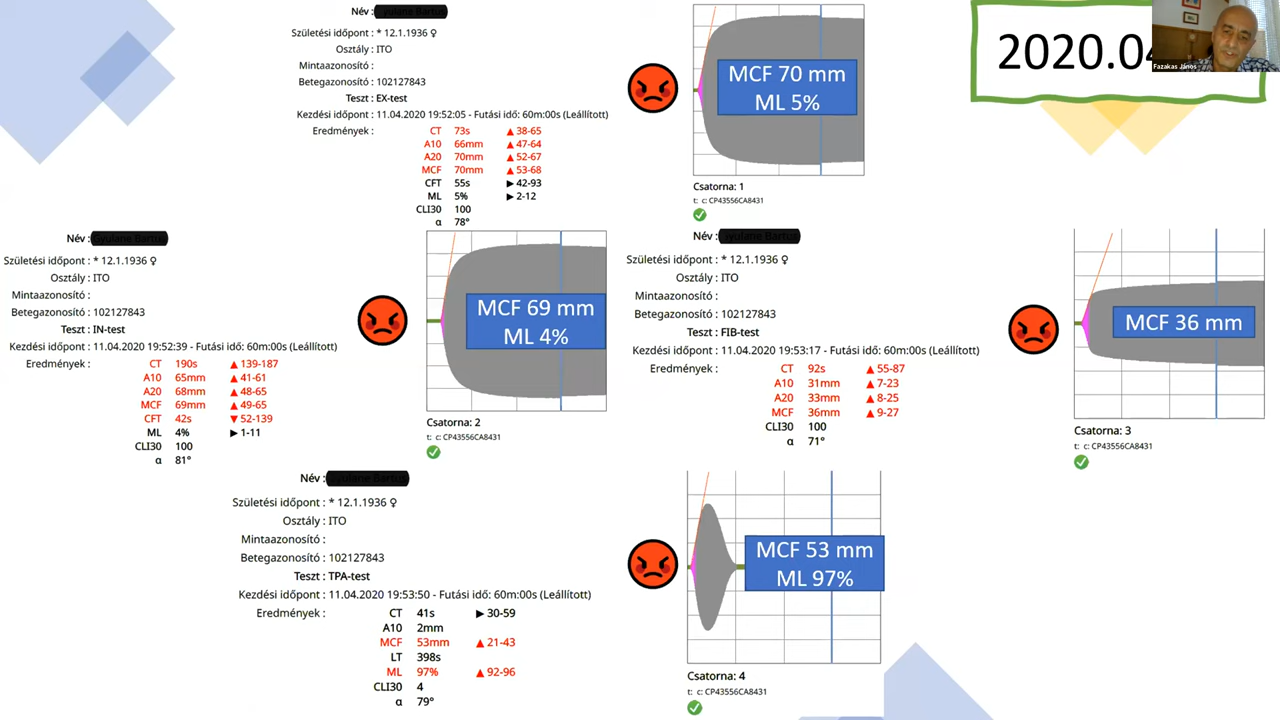 Név :
Születési időpont : * 12.1.1936 ♀
Osztály : ITO
Mintaazonosító :
Betegazonosító : 102127843
Teszt : EX-test
Kezdési időpont : 11.04.2020 19:52:05 - Futási idő: 60m:00s (Leállított)
Eredmények :
CT 73s ▲ 38-65
A10 66mm ▲ 47-64
A20 70mm ▲ 52-67
MCF 70mm ▲ 53-68
CFT 55s ▶ 42-93
ML 5% ▶ 2-12
CLI30 100
α 78°
MCF 70 mm
ML 5%
Csatorna: 1
t: c: CP43556CA8431
2020.04
Fazakas János
Név :
Születési időpont : * 12.1.1936 ♀
Osztály : ITO
Mintaazonosító :
Betegazonosító : 102127843
Teszt : IN-test
Kezdési időpont : 11.04.2020 19:52:39 - Futási idő: 60m:00s (Leállított)
Eredmények :
CT 190s ▲ 139-187
A10 65mm ▲ 41-61
A20 68mm ▲ 48-65
MCF 69mm ▲ 49-65
CFT 42s ▼ 52-139
ML 4% ▶ 1-11
CLI30 100
α 81°
MCF 69 mm
ML 4%
Csatorna: 2
t: c: CP43556CA8431
Név :
Születési időpont : * 12.1.1936 ♀
Osztály : ITO
Mintaazonosító :
Betegazonosító : 102127843
Teszt : FIB-test
Kezdési időpont : 11.04.2020 19:53:17 - Futási idő: 60m:00s (Leállított)
Eredmények :
CT 92s ▲ 55-87
A10 31mm ▲ 7-23
A20 33mm ▲ 8-25
MCF 36mm ▲ 9-27
CLI30 100
α 71°
MCF 36 mm
Csatorna: 3
t: c: CP43556CA8431
Név :
Születési időpont : * 12.1.1936 ♀
Osztály : ITO
Mintaazonosító :
Betegazonosító : 102127843
Teszt : TPA-test
Kezdési időpont : 11.04.2020 19:53:50 - Futási idő: 60m:00s (Leállított)
Eredmények :
CT 41s ▶ 30-59
A10 2mm
MCF 53mm ▲ 21-43
LT 398s
ML 97% ▲ 92-96
CLI30 4
α 79°
MCF 53 mm
ML 97%
Csatorna: 4
t: c: CP43556CA8431